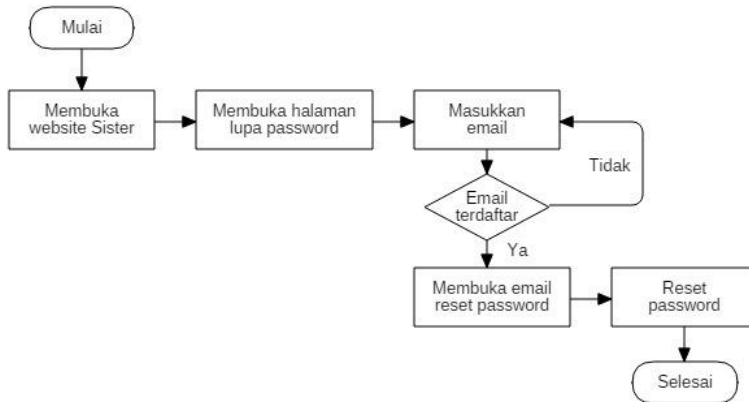 Mulai
Membuka
website Sister
Membuka halaman
lupa password
Masukkan
email
Tidak
Email
terdaftar
Ya
Membuka email
reset password
Reset
password
Selesai